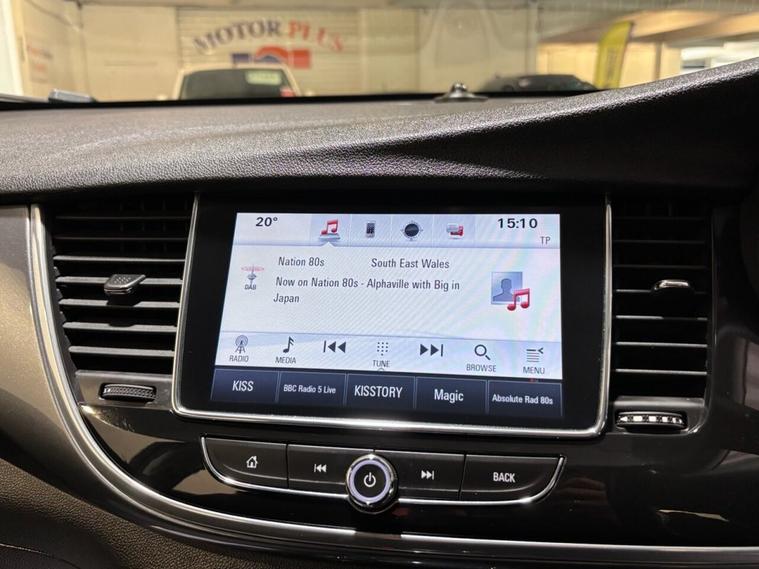 MOTOR PLUS
20°
15:10
TP
Nation 80s South East Wales
DAB
Now on Nation 80s - Alphaville with Big in
Japan
RADIO MEDIA TUNE BROWSE MENU
KISS BBC Radio 5 Live KISSTORY Magic Absolute Rad 80s
BACK